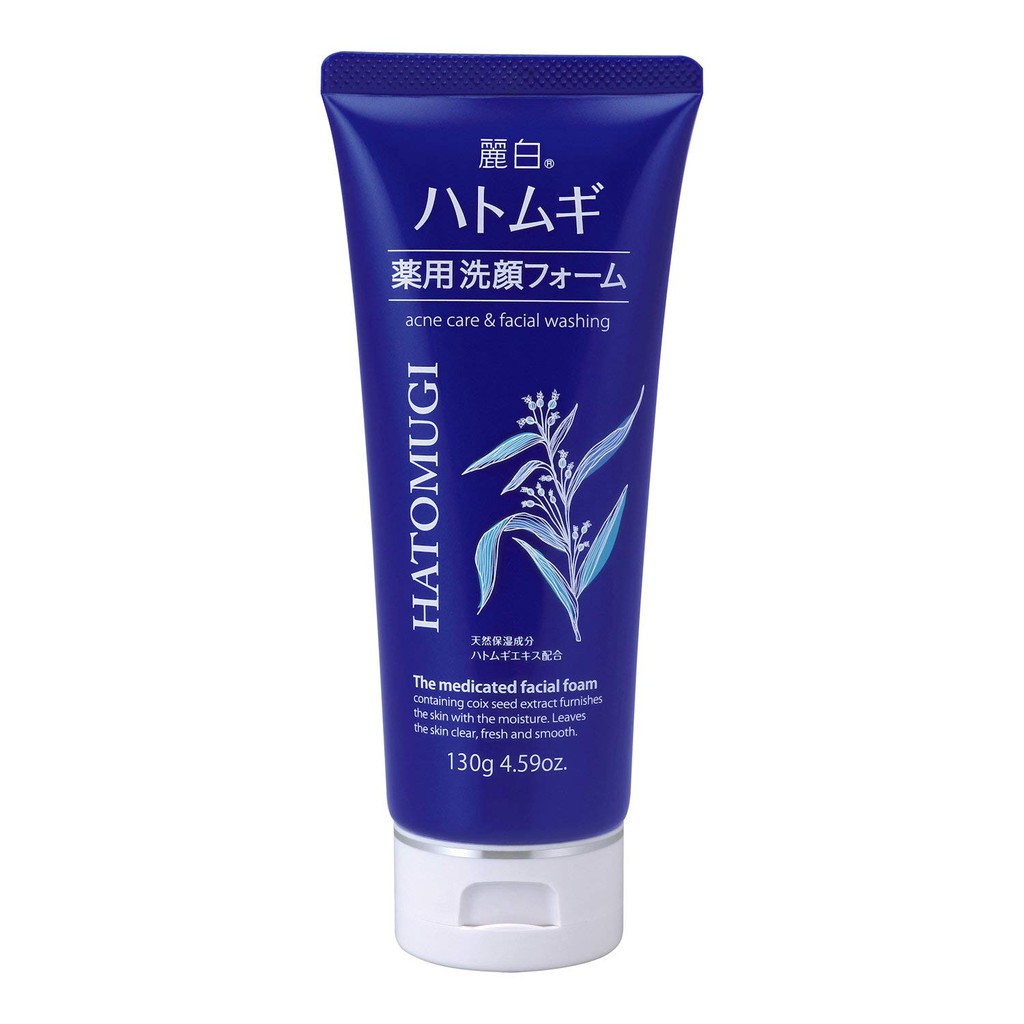 麗白®
ハトムギ
薬用 洗顔フォーム
acne care & facial washing
HATOMUGI
天然保湿成分
ハトムギエキス配合
The medicated facial foam
containing coix seed extract furnishes
the skin with the moisture. Leaves
the skin clear, fresh and smooth.
130g 4.59oz.